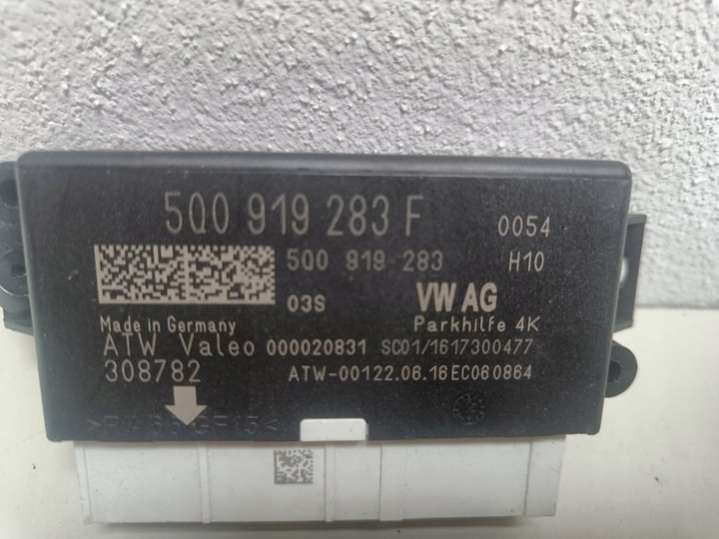 5Q0 919 283 F 0054
5Q0 919 283 H10
03S VW AG
Made in Germany Parkhilfe 4K
ATW Valeo 000020831 SC01/1617300477
308782 ATW-00122.06.16EC060864